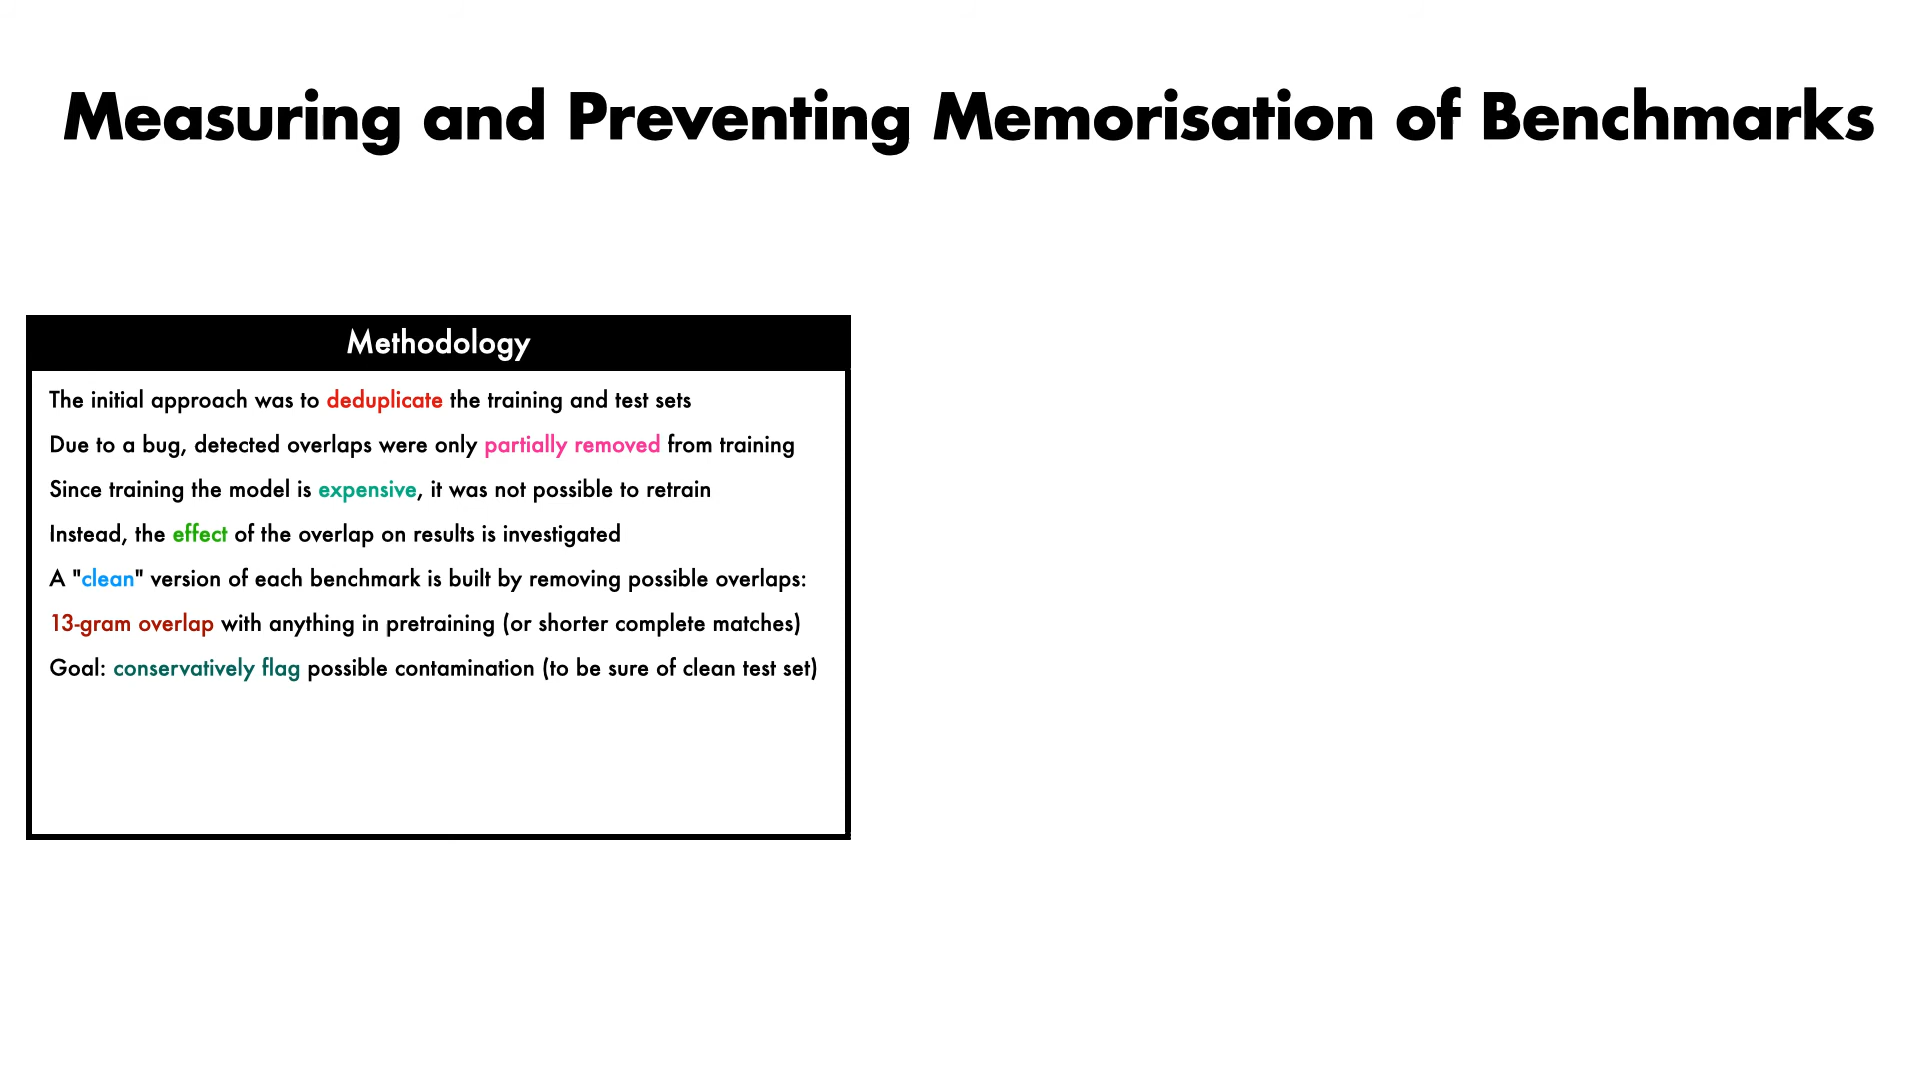 Measuring and Preventing Memorisation of Benchmarks
Methodology
The initial approach was to deduplicate the training and test sets
Due to a bug, detected overlaps were only partially removed from training
Since training the model is expensive, it was not possible to retrain
Instead, the effect of the overlap on results is investigated
A "clean" version of each benchmark is built by removing possible overlaps:
13-gram overlap with anything in pretraining (or shorter complete matches)
Goal: conservatively flag possible contamination (to be sure of clean test set)